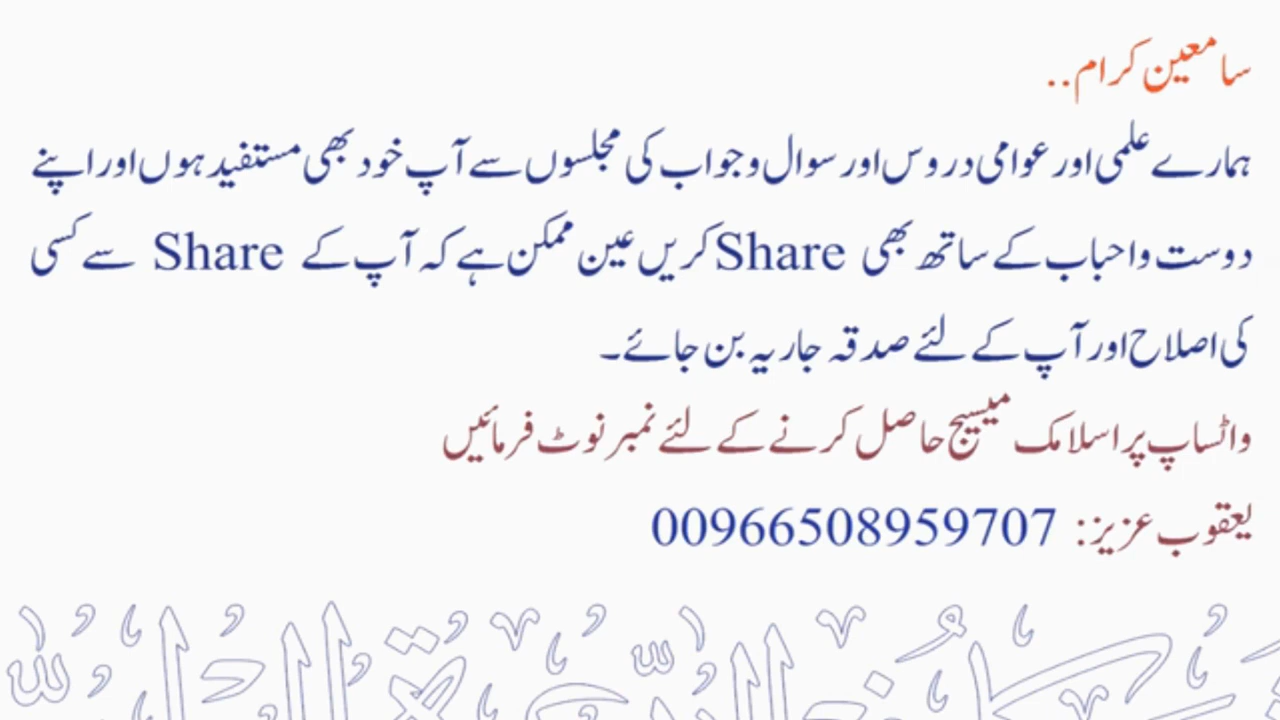 سامعین کرام..
ہمارے علمی اور عوامی دروس اور سوال و جواب کی مجلسوں سے آپ خود بھی مستفید ہوں اور اپنے
دوست واحباب کے ساتھ بھی Share کریں عین ممکن ہے کہ آپ کے Share سے کسی
کی اصلاح اور آپ کے لئے صدقہ جاریہ بن جائے۔
واٹساپ پر اسلامک میسیج حاصل کرنے کے لئے نمبر نوٹ فرمائیں
یعقوب عزیز: 00966508959707